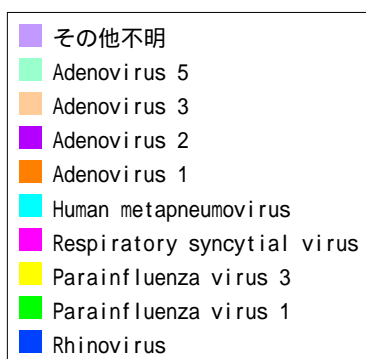 その他不明
Adenovirus 5
Adenovirus 3
Adenovirus 2
Adenovirus 1
Human metapneumovirus
Respiratory syncytial virus
Parainfluenza virus 3
Parainfluenza virus 1
Rhinovirus